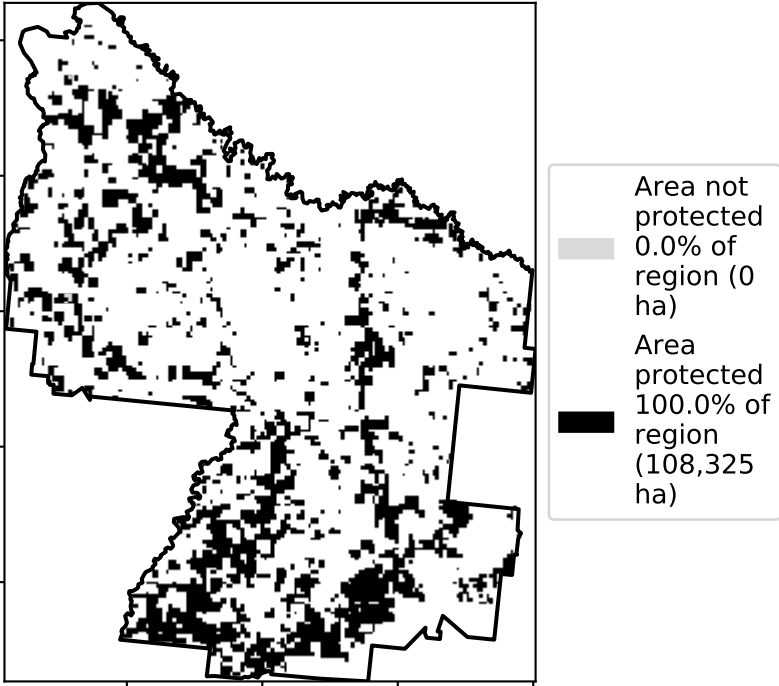 Area not
protected
0.0% of
region (0
ha)
Area
protected
100.0% of
region
(108,325
ha)